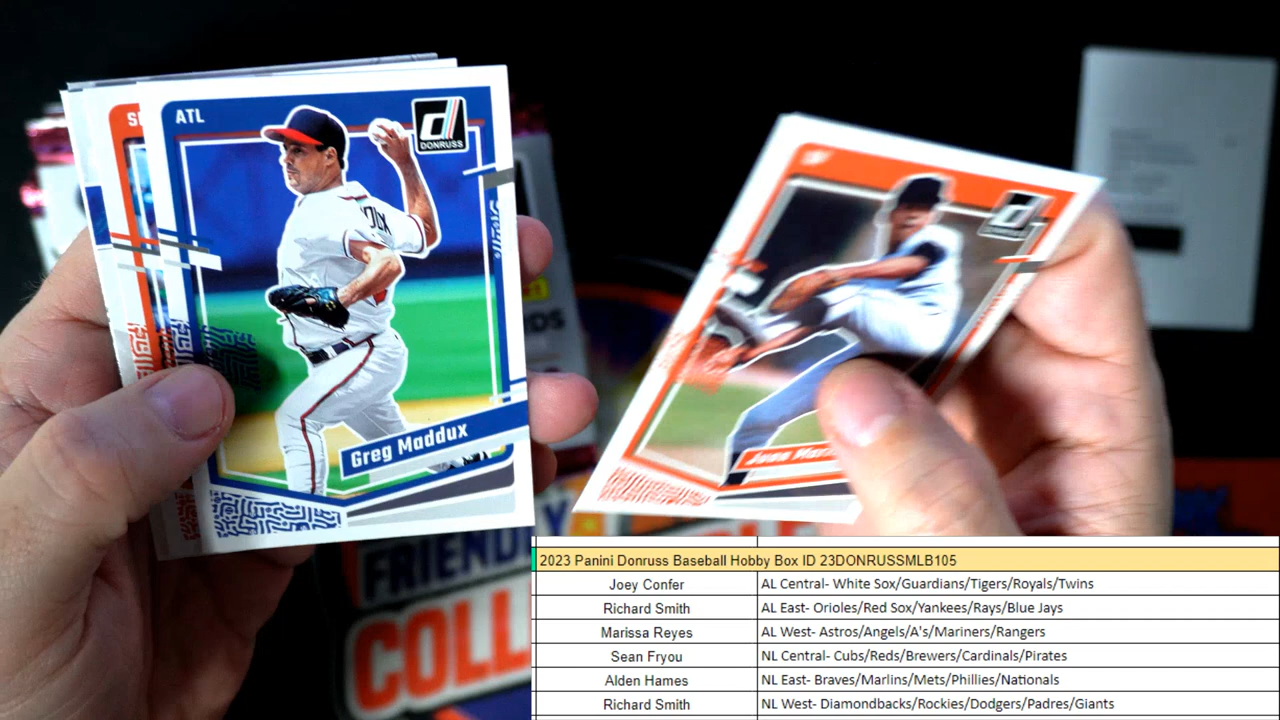 ATL
DONRUSS
Greg Maddux
Juan
FRIEND
COLL
2023 Panini Donruss Baseball Hobby Box ID 23DONRUSSMLB105
Joey Confer AL Central- White Sox/Guardians/Tigers/Royals/Twins
Richard Smith AL East- Orioles/Red Sox/Yankees/Rays/Blue Jays
Marissa Reyes AL West- Astros/Angels/A's/Mariners/Rangers
Sean Fryou NL Central- Cubs/Reds/Brewers/Cardinals/Pirates
Alden Hames NL East- Braves/Marlins/Mets/Phillies/Nationals
Richard Smith NL West- Diamondbacks/Rockies/Dodgers/Padres/Giants